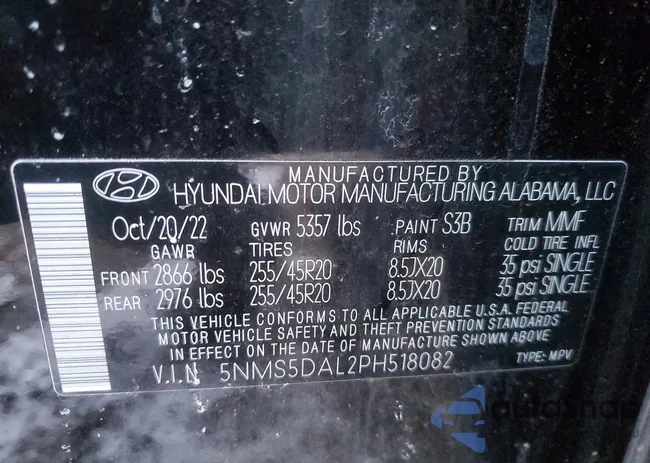 MANUFACTURED BY
HYUNDAI MOTOR MANUFACTURING ALABAMA, LLC
Oct/20/22 GVWR 5357 lbs PAINT S3B TRIM MMF
GAWR TIRES RIMS COLD TIRE INFL
FRONT 2866 lbs 255/45R20 8.5JX20 35 psi SINGLE
REAR 2976 lbs 255/45R20 8.5JX20 35 psi SINGLE
THIS VEHICLE CONFORMS TO ALL APPLICABLE U.S.A. FEDERAL
MOTOR VEHICLE SAFETY AND THEFT PREVENTION STANDARDS
IN EFFECT ON THE DATE OF MANUFACTURE SHOWN ABOVE.
V.I.N. 5NMS5DAL2PH518082 TYPE: MPV
autoshop